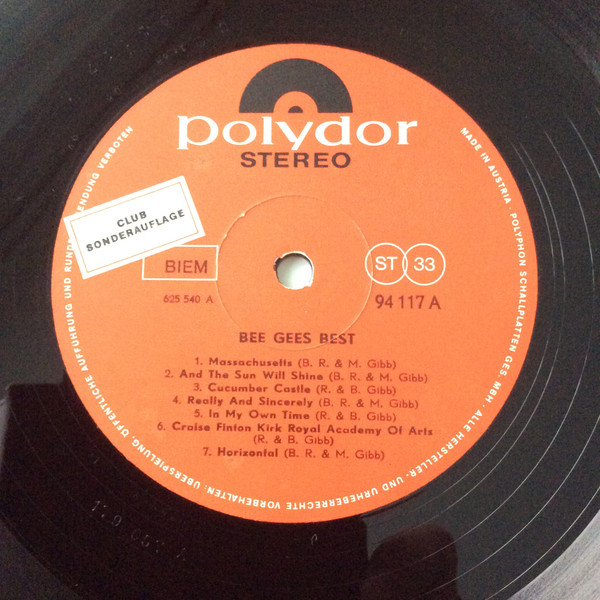 polydor
STEREO
CLUB
SONDERAUFLAGE
BIEM
ST 33
625 540 A
94 117 A
BEE GEES BEST
1. Massachusetts (B. R. & M. Gibb)
2. And The Sun Will Shine (B. R. & M. Gibb)
3. Cucumber Castle (R. & B. Gibb)
4. Really And Sincerely (B. R. & M. Gibb)
5. In My Own Time (R. & B. Gibb)
6. Craise Finton Kirk Royal Academy Of Arts
(R. & B. Gibb)
7. Horizontal (B. R. & M. Gibb)
MADE IN AUSTRIA · POLYPHON SCHALLPLATTEN GES MBH · ALLE HERSTELLER- UND URHEBERRECHTE VORBEHALTEN: ÜBERSPIELUNG, ÖFFENTLICHE AUFFÜHRUNG UND RUND ENDUNG VERBOTEN